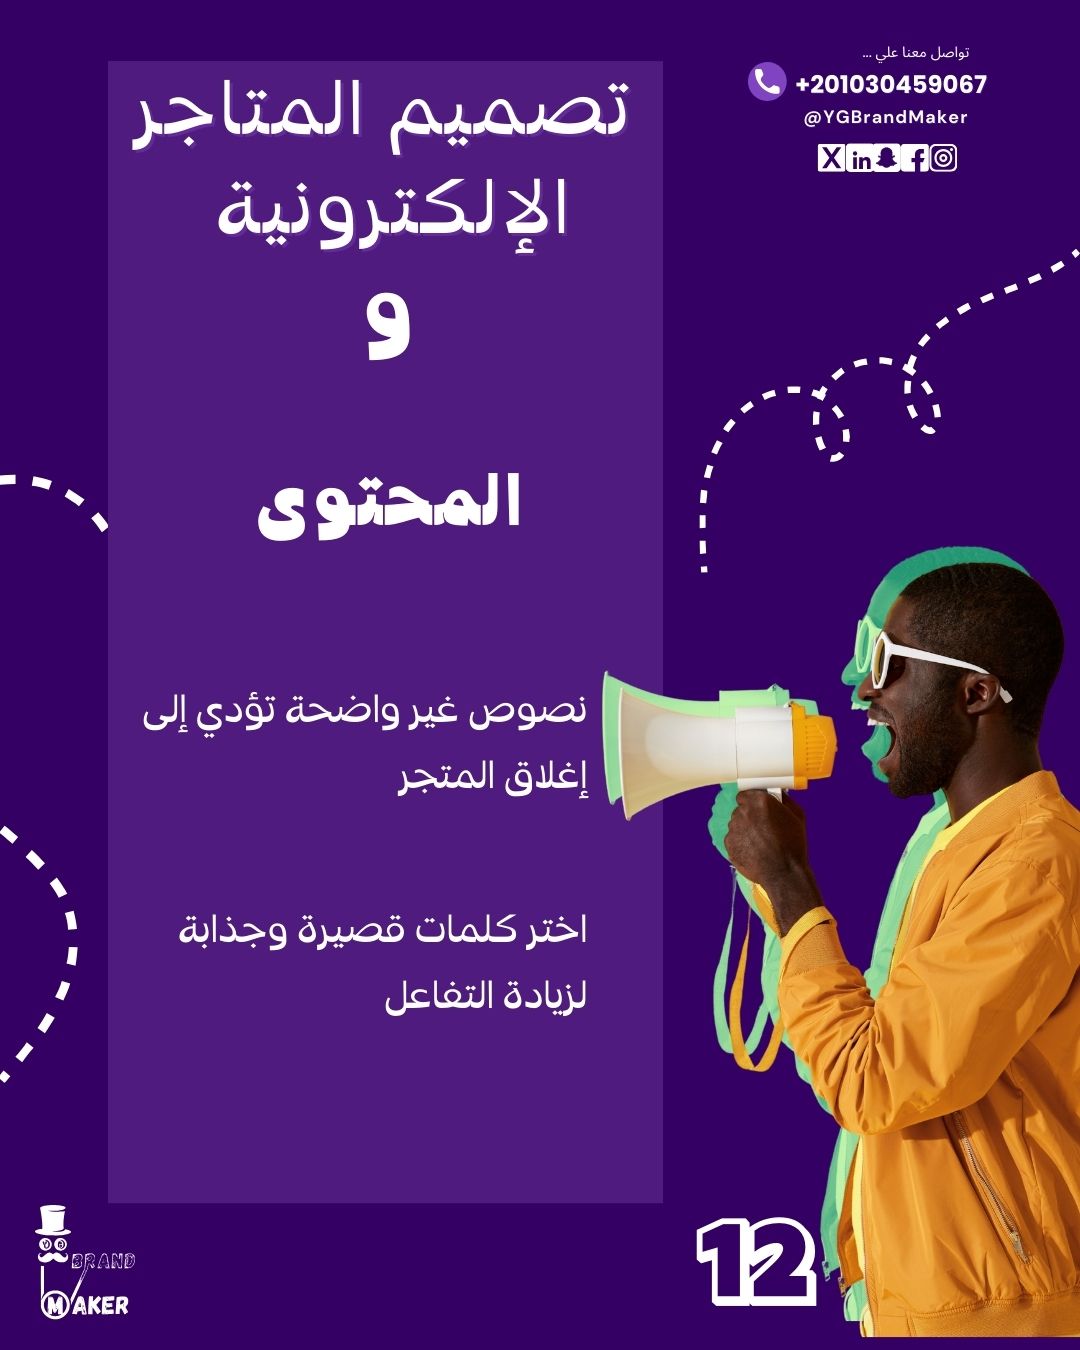 تواصل معنا علي ...
+201030459067
@YGBrandMaker
X in f
تصميم المتاجر
الإلكترونية
و
المحتوى
نصوص غير واضحة تؤدي إلى
إغلاق المتجر
اختر كلمات قصيرة وجذابة
لزيادة التفاعل
12
BRAND
MAKER